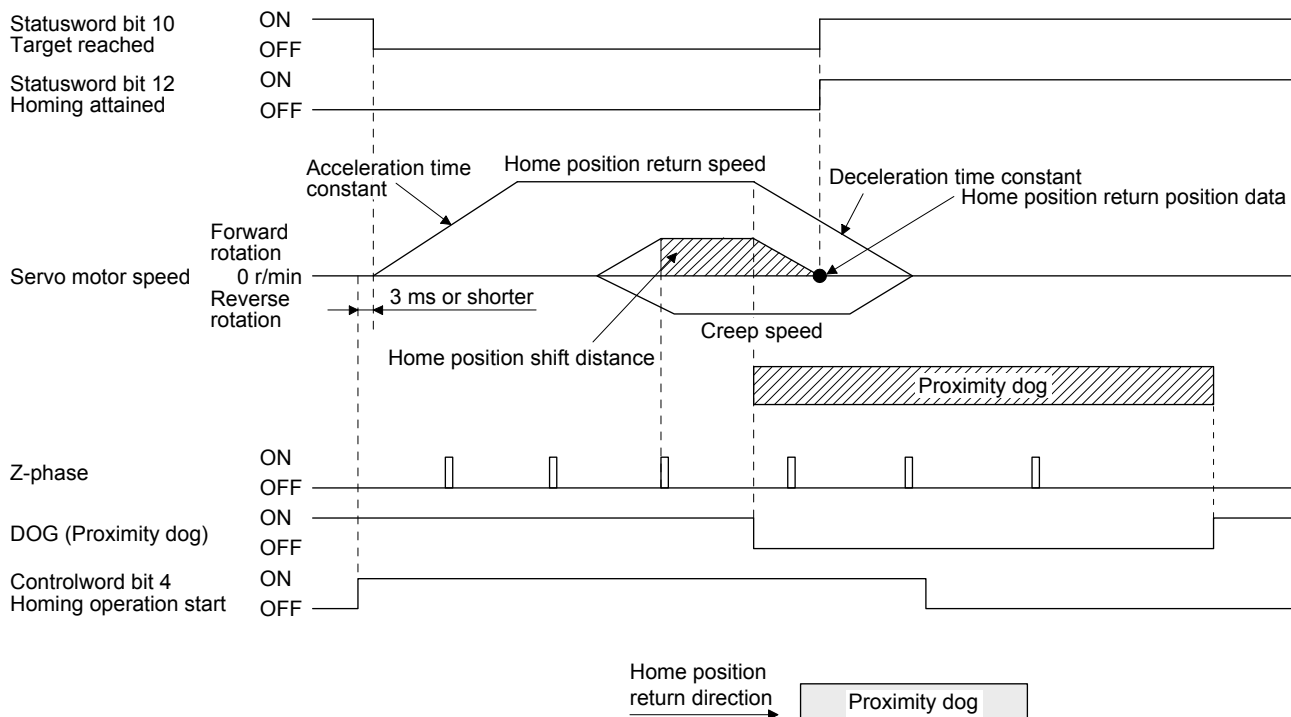 Statusword bit 10
Target reached
ON
OFF
Statusword bit 12
Homing attained
ON
OFF
Acceleration time
constant
Home position return speed
Deceleration time constant
Home position return position data
Servo motor speed
Forward
rotation
0 r/min
Reverse
rotation
3 ms or shorter
Creep speed
Home position shift distance
Proximity dog
Z-phase
ON
OFF
DOG (Proximity dog)
ON
OFF
Controlword bit 4
Homing operation start
ON
OFF
Home position
return direction
Proximity dog